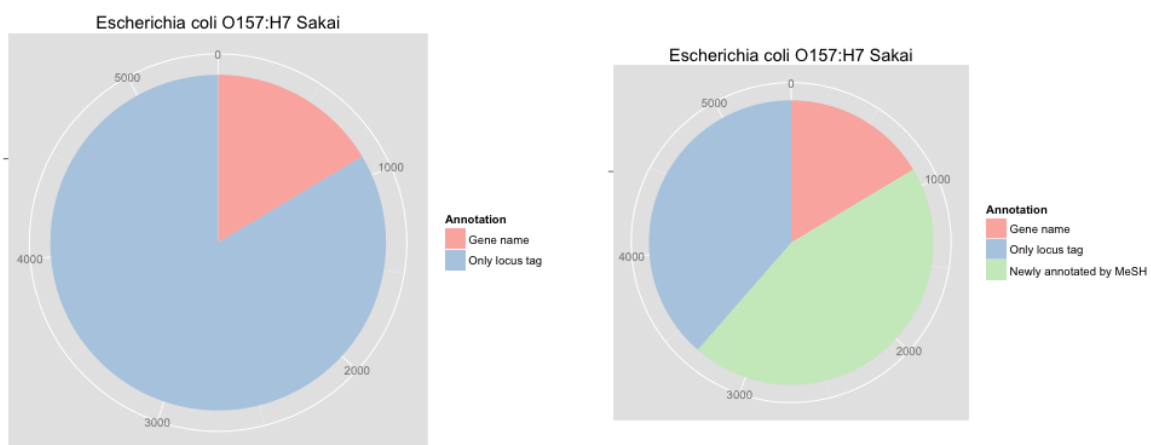 Escherichia coli O157:H7 Sakai
0
5000
1000
4000
2000
3000
Annotation
Gene name
Only locus tag
Escherichia coli O157:H7 Sakai
0
5000
1000
4000
2000
3000
Annotation
Gene name
Only locus tag
Newly annotated by MeSH